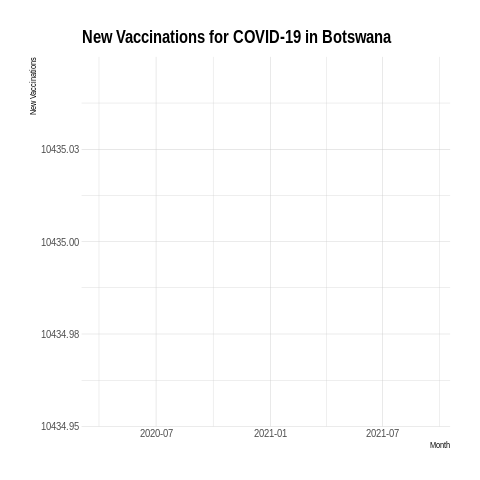 New Vaccinations for COVID-19 in Botswana
New Vaccinations
10435.03
10435.00
10434.98
10434.95
2020-07 2021-01 2021-07
Month